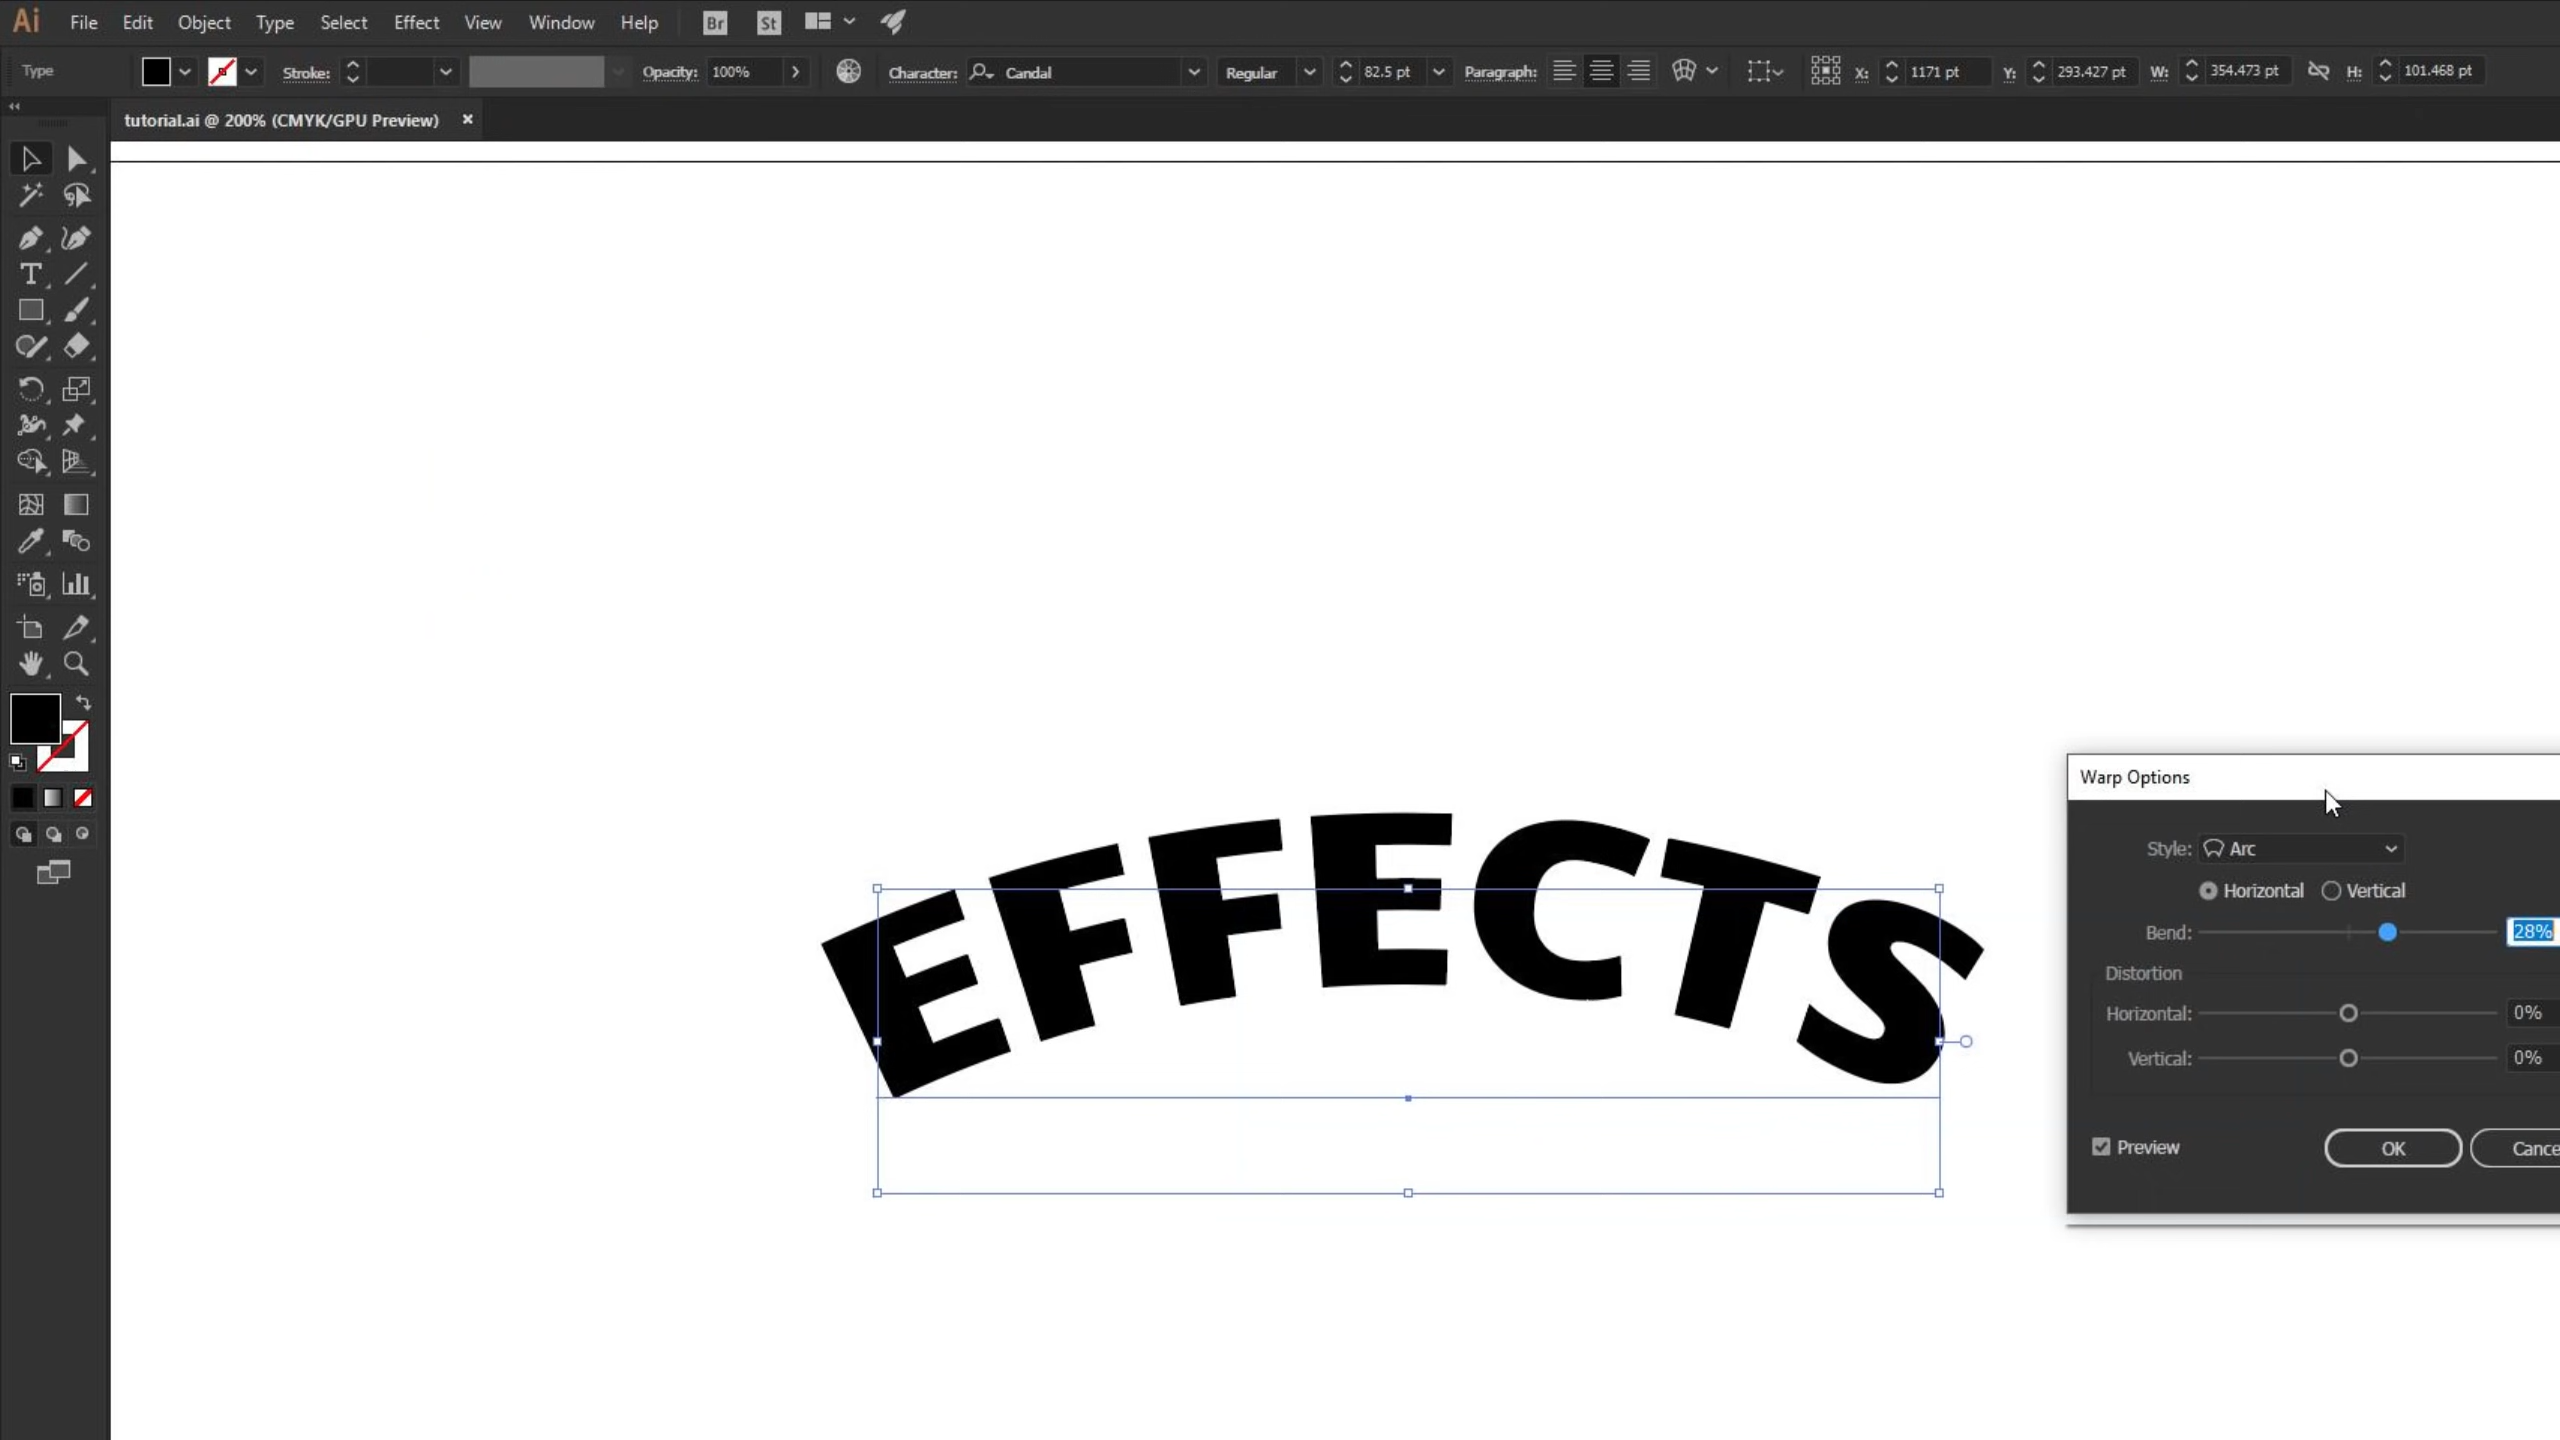 Ai File Edit Object Type Select Effect View Window Help Br St
Type Stroke: Opacity: 100% Character: Candal Regular 82.5 pt Paragraph: X: 1171 pt Y: 293.427 pt W: 354.473 pt H: 101.468 pt
tutorial.ai @ 200% (CMYK/GPU Preview)
EFFECTS
Warp Options
Style: Arc
Horizontal Vertical
Bend: 28%
Distortion
Horizontal: 0%
Vertical: 0%
Preview OK Cance